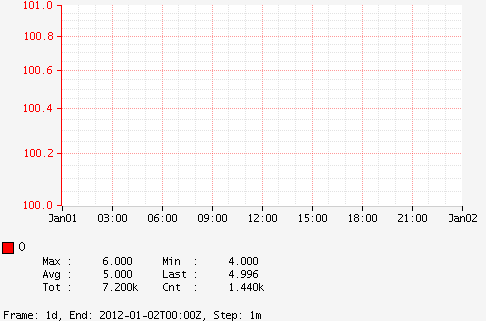 101.0
100.8
100.6
100.4
100.2
100.0
Jan01 03:00 06:00 09:00 12:00 15:00 18:00 21:00 Jan02
0
Max : 6.000 Min : 4.000
Avg : 5.000 Last : 4.996
Tot : 7.200k Cnt : 1.440k
Frame: 1d, End: 2012-01-02T00:00Z, Step: 1m